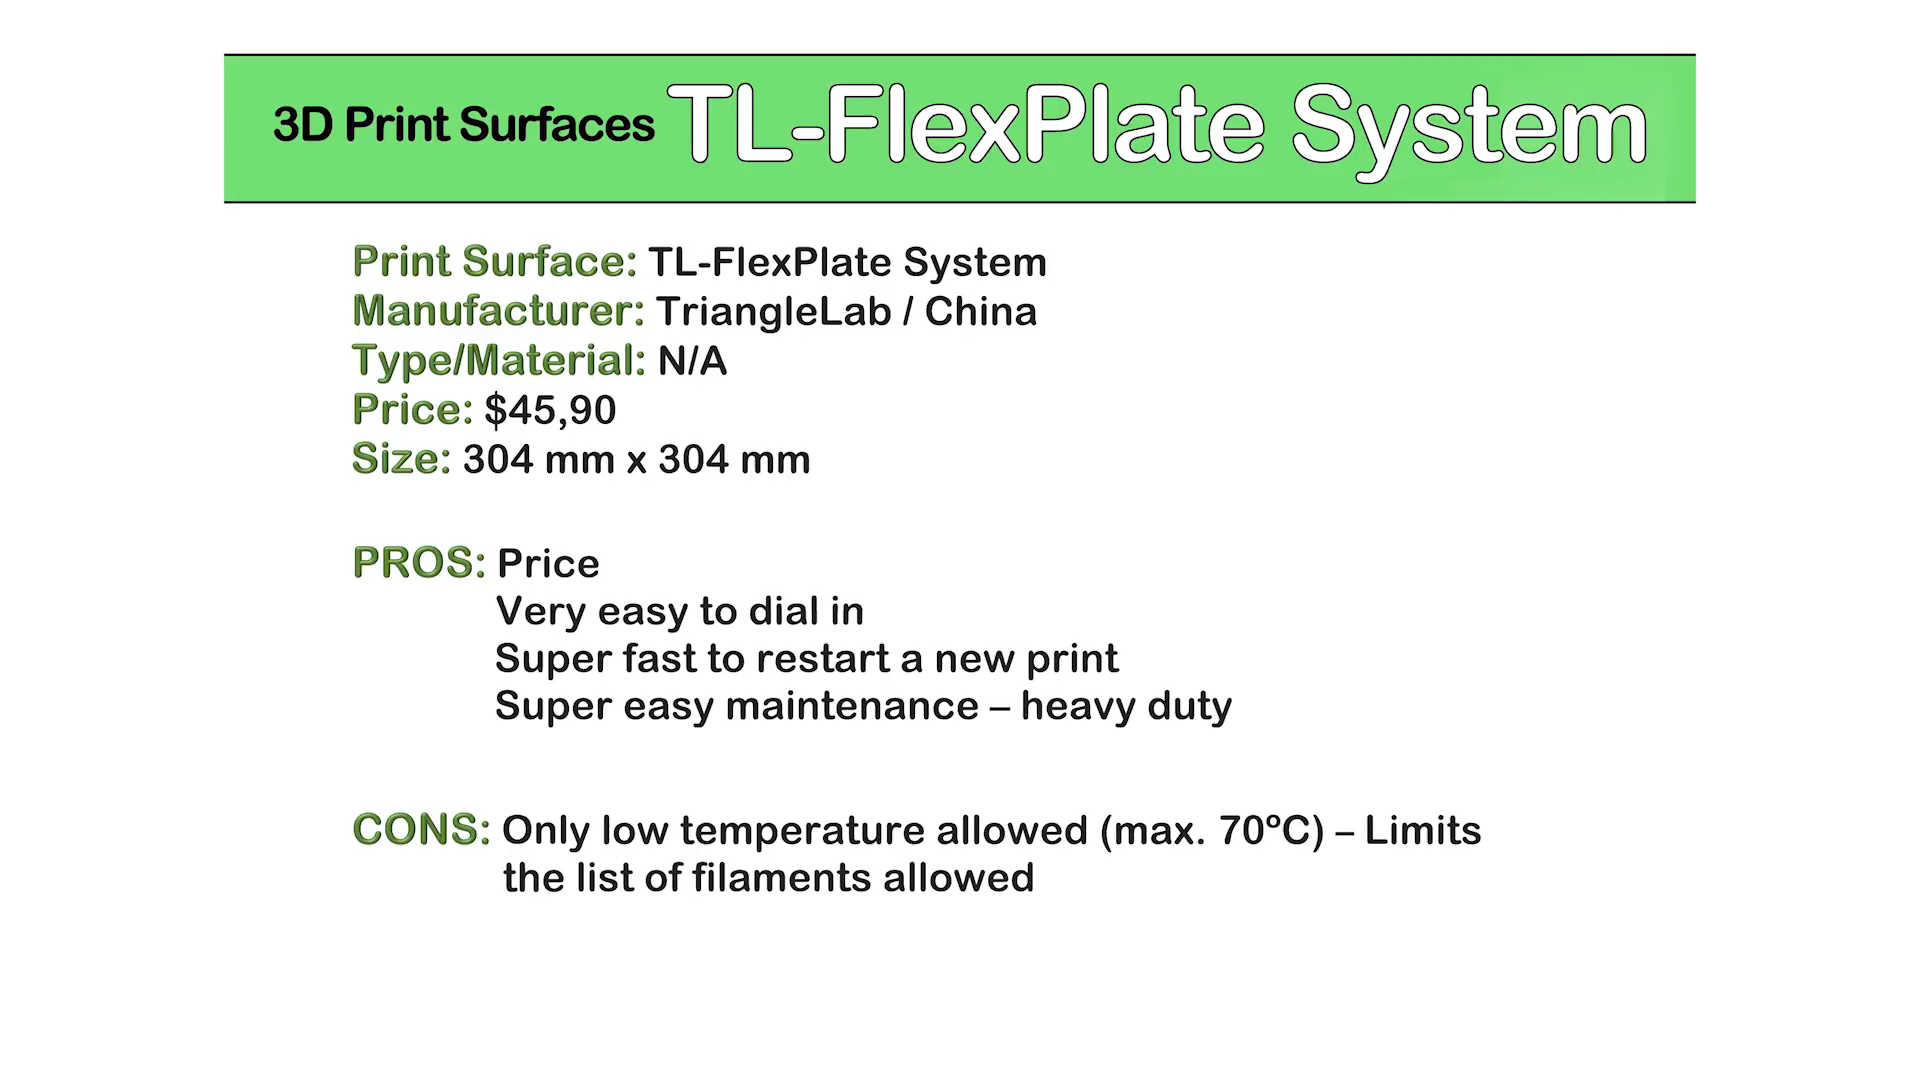 3D Print Surfaces TL-FlexPlate System
Print Surface: TL-FlexPlate System
Manufacturer: TriangleLab / China
Type/Material: N/A
Price: $45,90
Size: 304 mm x 304 mm
PROS: Price
Very easy to dial in
Super fast to restart a new print
Super easy maintenance – heavy duty
CONS: Only low temperature allowed (max. 70ºC) – Limits
the list of filaments allowed